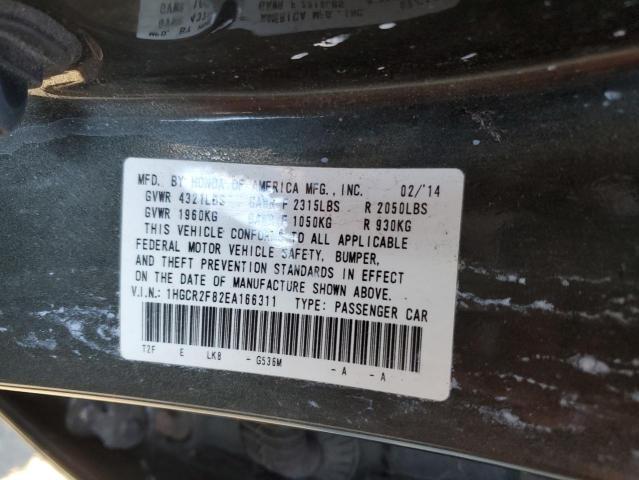 MFD. BY HONDA OF AMERICA MFG., INC. 02/'14
GVWR 4321LBS GAWR F 2315LBS R 2050LBS
GVWR 1960KG GAWR F 1050KG R 930KG
THIS VEHICLE CONFORMS TO ALL APPLICABLE
FEDERAL MOTOR VEHICLE SAFETY, BUMPER,
AND THEFT PREVENTION STANDARDS IN EFFECT
ON THE DATE OF MANUFACTURE SHOWN ABOVE.
V.I.N.: 1HGCR2F82EA166311 TYPE: PASSENGER CAR
T2F E LK8 - G536M - A - A